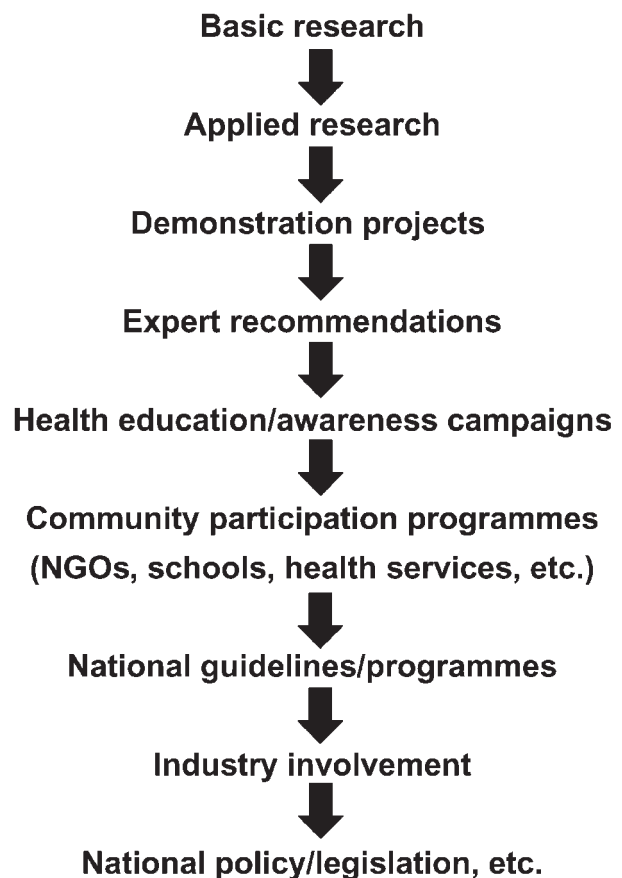 Basic research
Applied research
Demonstration projects
Expert recommendations
Health education/awareness campaigns
Community participation programmes
(NGOs, schools, health services, etc.)
National guidelines/programmes
Industry involvement
National policy/legislation, etc.